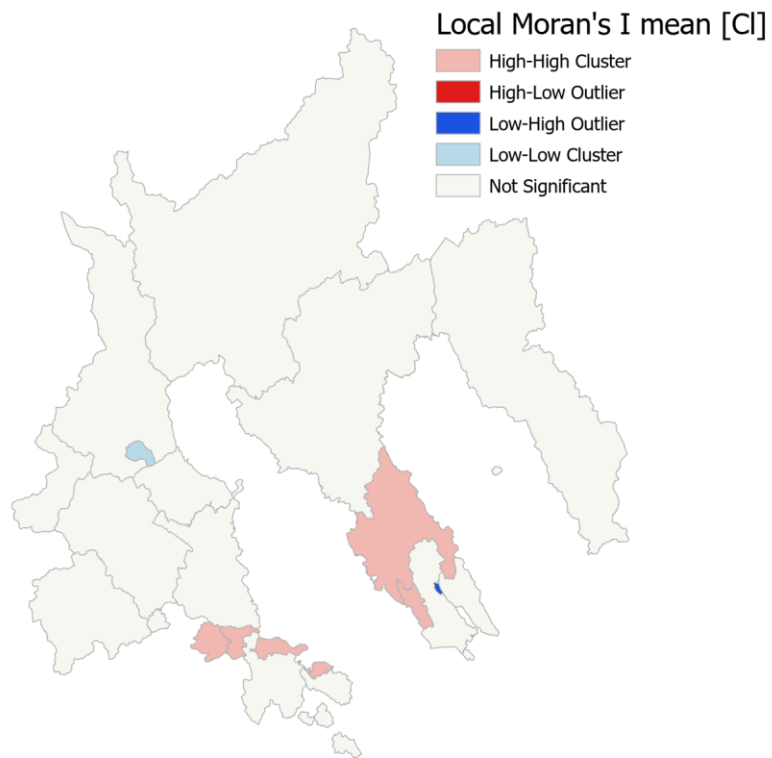 Local Moran's I mean [Cl]
High-High Cluster
High-Low Outlier
Low-High Outlier
Low-Low Cluster
Not Significant